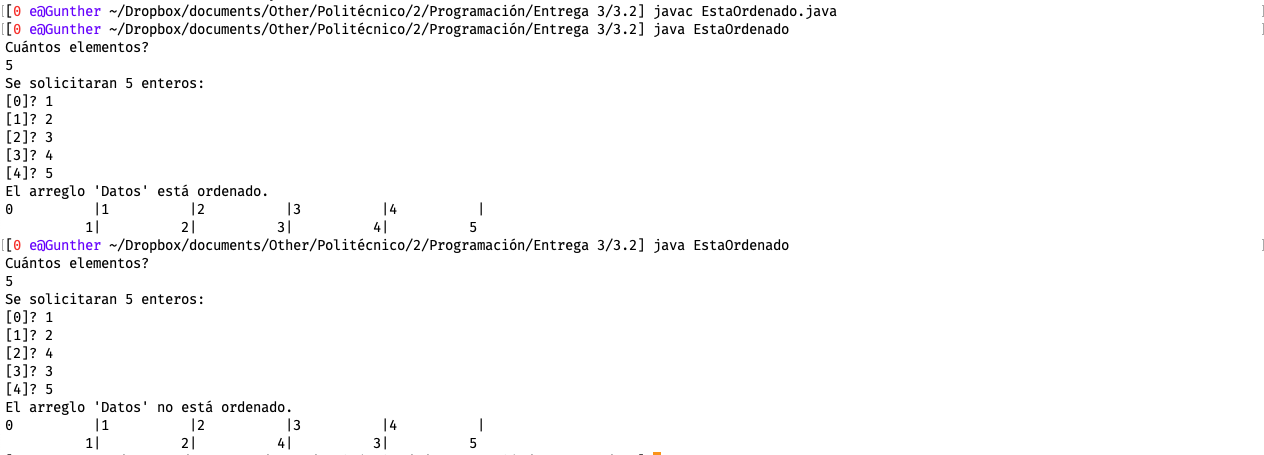 [0 e@Gunther ~/Dropbox/documents/Other/Politécnico/2/Programación/Entrega 3/3.2] javac EstaOrdenado.java
[0 e@Gunther ~/Dropbox/documents/Other/Politécnico/2/Programación/Entrega 3/3.2] java EstaOrdenado
Cuántos elementos?
5
Se solicitaran 5 enteros:
[0]? 1
[1]? 2
[2]? 3
[3]? 4
[4]? 5
El arreglo 'Datos' está ordenado.
0          |1          |2          |3          |4          |
          1|          2|          3|          4|          5
[0 e@Gunther ~/Dropbox/documents/Other/Politécnico/2/Programación/Entrega 3/3.2] java EstaOrdenado
Cuántos elementos?
5
Se solicitaran 5 enteros:
[0]? 1
[1]? 2
[2]? 4
[3]? 3
[4]? 5
El arreglo 'Datos' no está ordenado.
0          |1          |2          |3          |4          |
          1|          2|          4|          3|          5